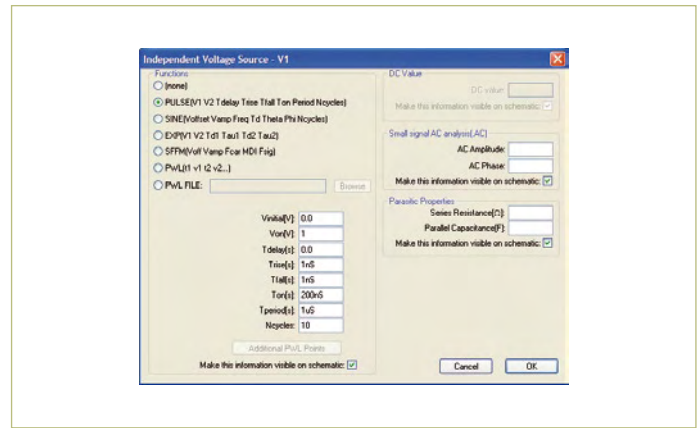 Independent Voltage Source - V1
Functions
(none)
PULSE(V1 V2 Tdelay Trise Tfall Ton Period Ncycles)
SINE(Voffset Vamp Freq Td Theta Phi Ncycles)
EXP(V1 V2 Td1 Tau1 Td2 Tau2)
SFFM(Voff Vamp Fcar MDI Fsig)
PWL(t1 v1 t2 v2...)
PWL FILE:
Browse
Vinitial[V]: 0.0
Von[V]: 1
Tdelay[s]: 0.0
Trise[s]: 1nS
Tfall[s]: 1nS
Ton[s]: 200nS
Tperiod[s]: 1uS
Ncycles: 10
Additional PWL Points
Make this information visible on schematic:
DC Value
DC value:
Make this information visible on schematic:
Small signal AC analysis(.AC)
AC Amplitude:
AC Phase:
Make this information visible on schematic:
Parasitic Properties
Series Resistance[Ω]:
Parallel Capacitance[F]:
Make this information visible on schematic:
Cancel
OK